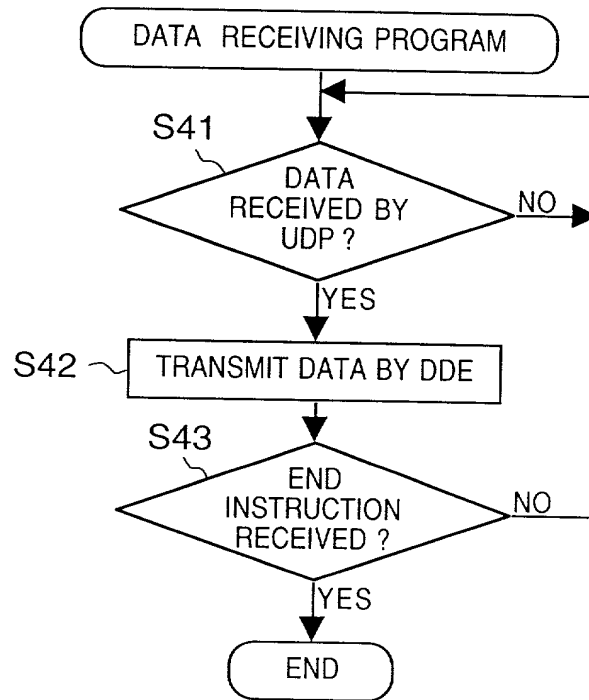 DATA RECEIVING PROGRAM
S41
DATA
RECEIVED BY
UDP ?
NO
YES
S42
TRANSMIT DATA BY DDE
S43
END
INSTRUCTION
RECEIVED ?
NO
YES
END